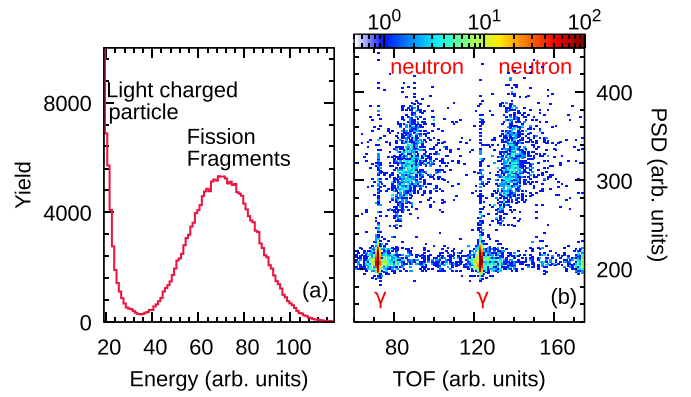 10⁰ 10¹ 10²
neutron neutron
Light charged
particle
Fission
Fragments
8000
4000
0
Yield
(a)
20 40 60 80 100
Energy (arb. units)
400
300
200
PSD (arb. units)
γ γ
(b)
80 120 160
TOF (arb. units)